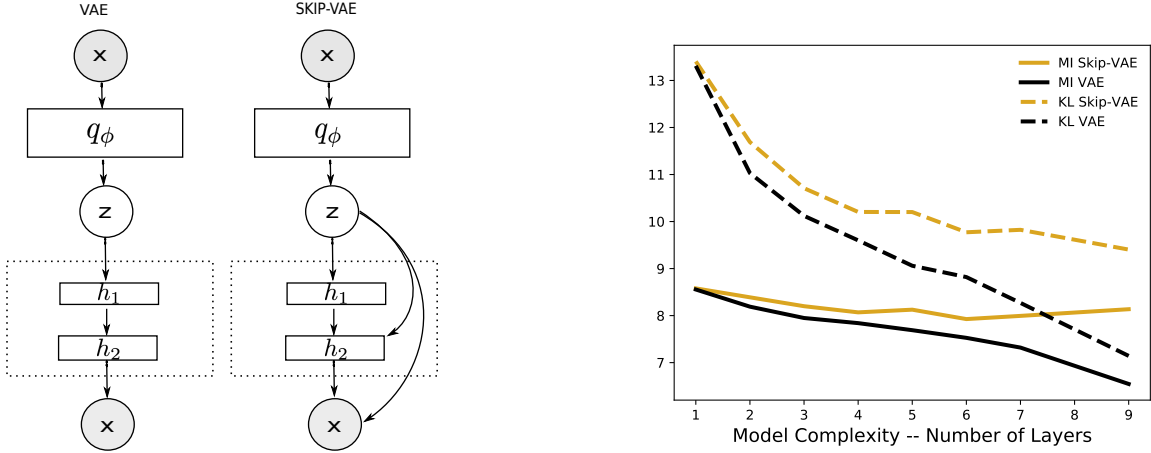 VAE
x
qϕ
z
h1
h2
x
SKIP-VAE
x
qϕ
z
h1
h2
x
13
12
11
10
9
8
7
MI Skip-VAE
MI VAE
KL Skip-VAE
KL VAE
1 2 3 4 5 6 7 8 9
Model Complexity -- Number of Layers